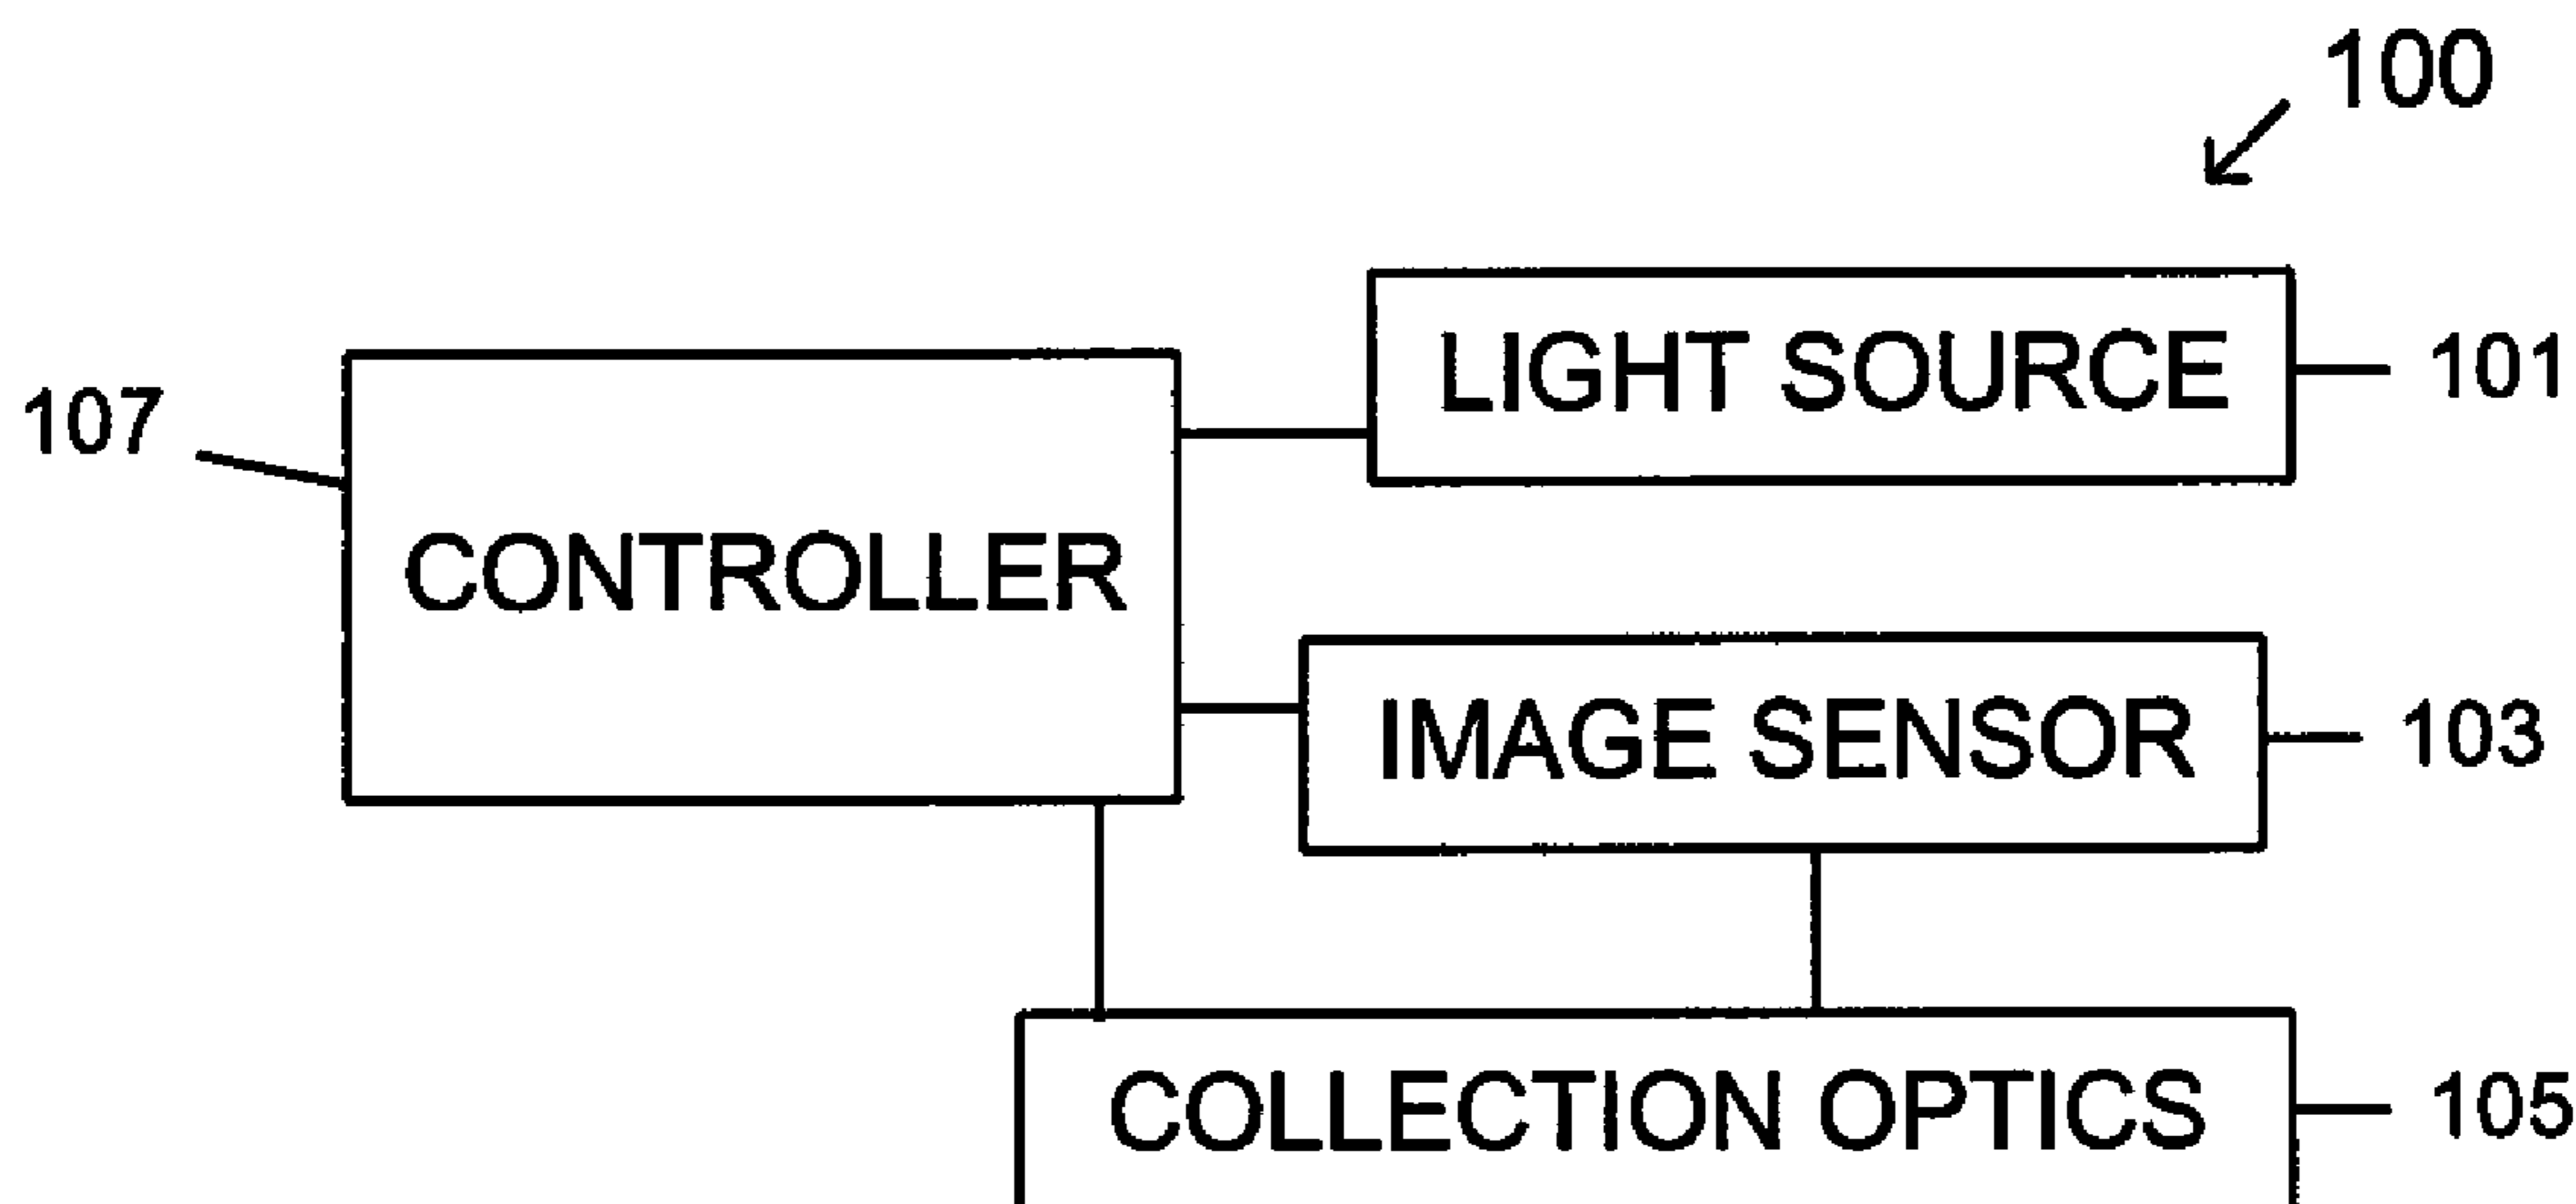 100
LIGHT SOURCE
101
107
CONTROLLER
IMAGE SENSOR
103
COLLECTION OPTICS
105